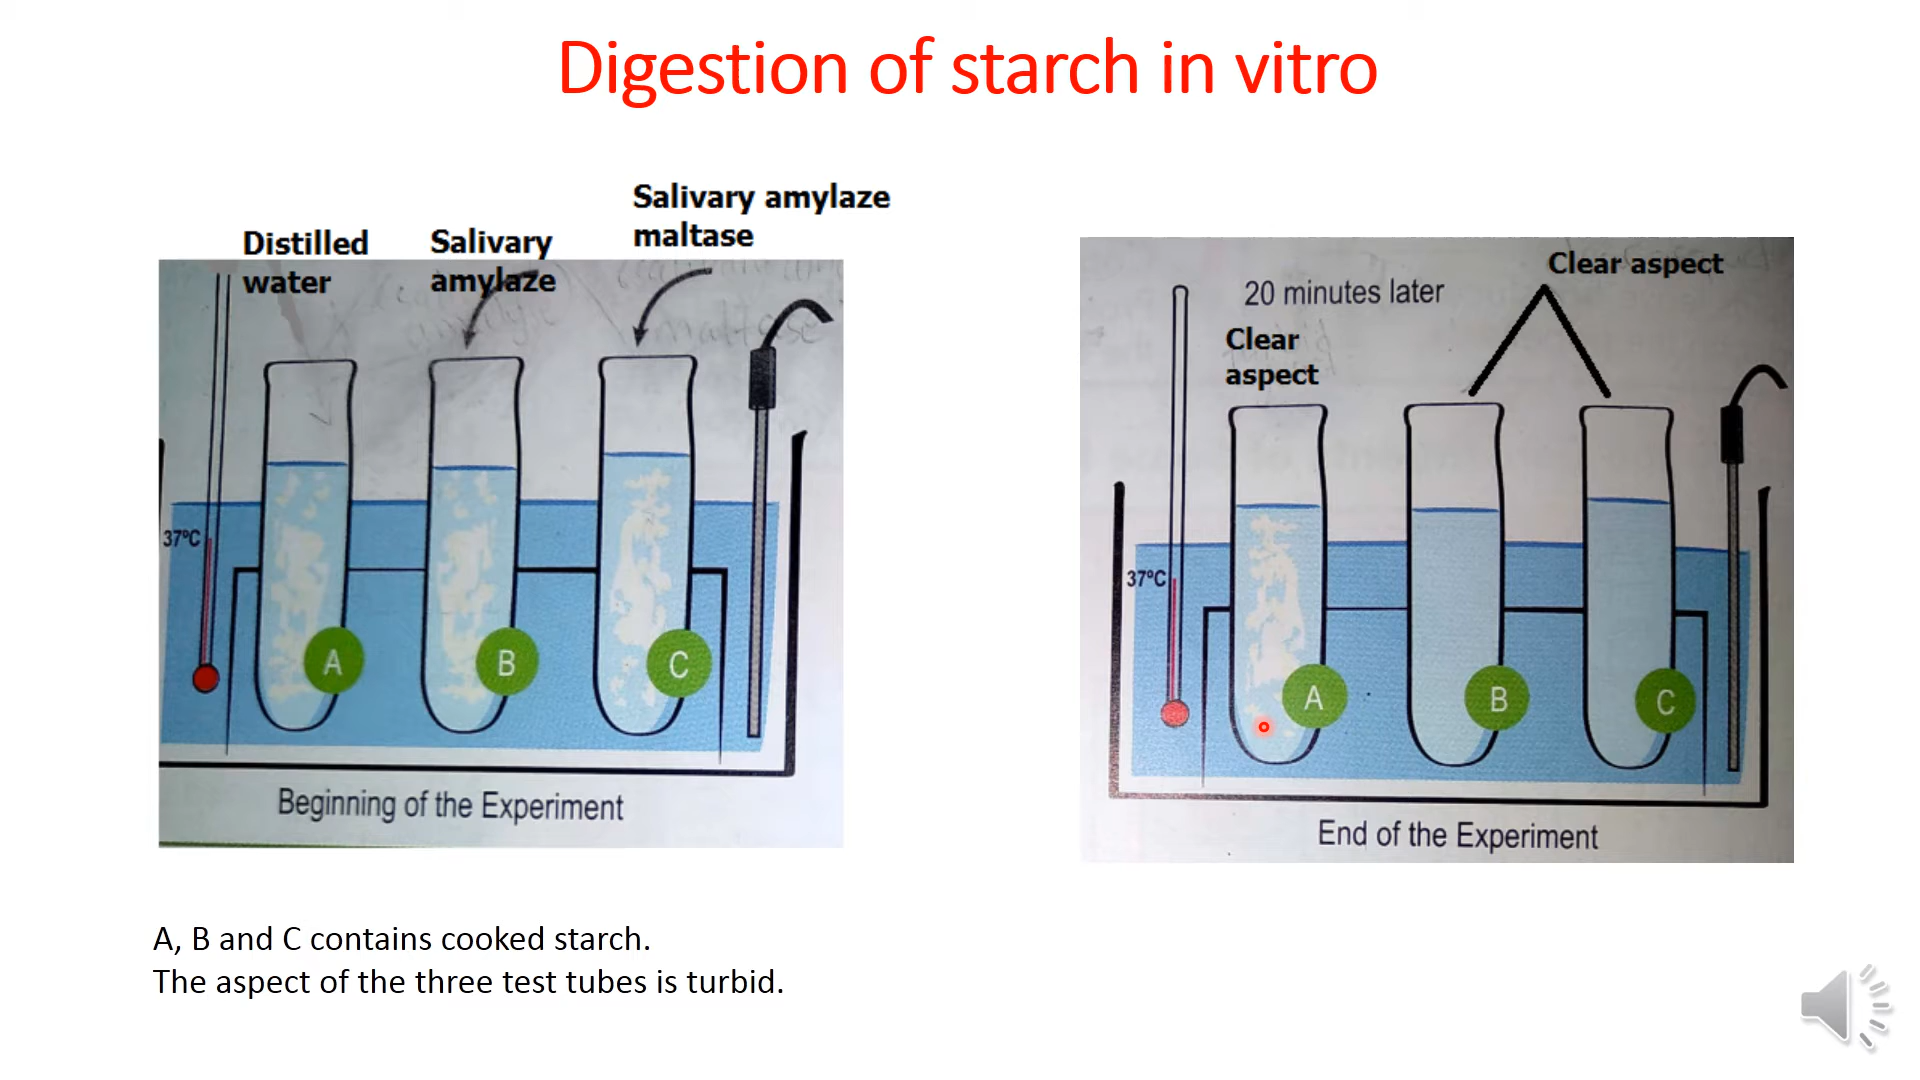 Digestion of starch in vitro
Distilled
water
Salivary
amylaze
Salivary amylaze
maltase
37°C
A
B
C
Beginning of the Experiment
20 minutes later
Clear
aspect
Clear aspect
37°C
A
B
C
End of the Experiment
A, B and C contains cooked starch.
The aspect of the three test tubes is turbid.